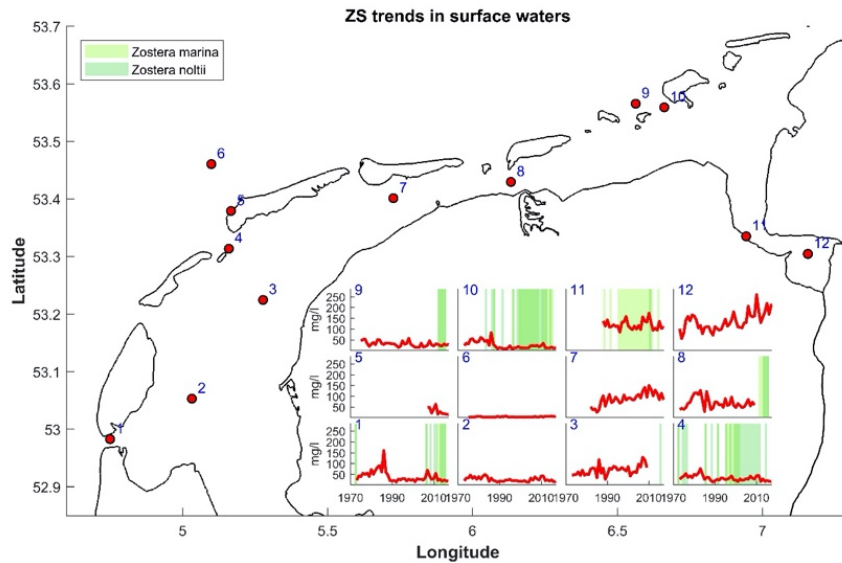 ZS trends in surface waters
Zostera marina
Zostera noltii
53.7
53.6
53.5
53.4
53.3
53.2
53.1
53
52.9
Latitude
6
5
4
3
2
1
7
8
9
10
11
12
9 10 11 12
mg/l
250
200
150
100
50
5 6 7 8
mg/l
250
200
150
100
50
1 2 3 4
mg/l
250
200
150
100
50
1970 1990 2010 1970 1990 2010 1970 1990 2010 1970 1990 2010
5 5.5 6 6.5 7
Longitude